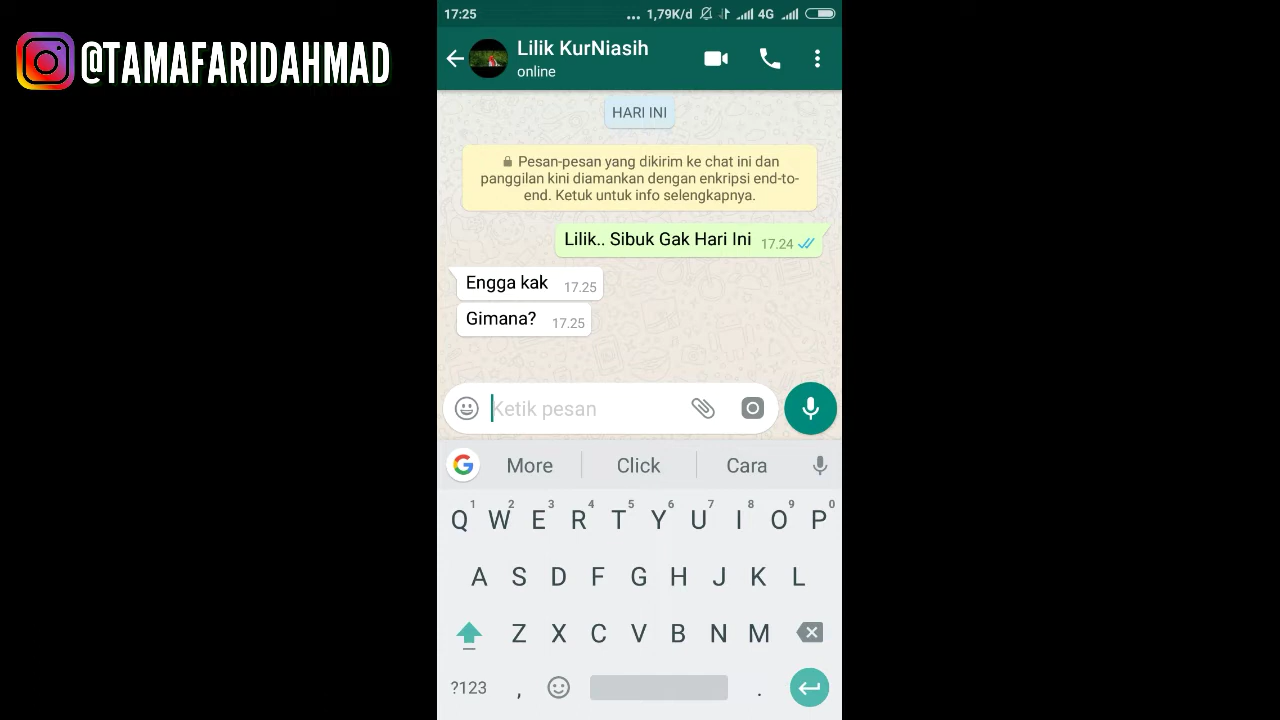 17:25 ... 1,79K/d 4G
@TAMAFARIDAHMAD
Lilik KurNiasih
online
HARI INI
Pesan-pesan yang dikirim ke chat ini dan
panggilan kini diamankan dengan enkripsi end-to-
end. Ketuk untuk info selengkapnya.
Lilik.. Sibuk Gak Hari Ini 17.24
Engga kak 17.25
Gimana? 17.25
Ketik pesan
G More Click Cara
1 2 3 4 5 6 7 8 9 0
Q W E R T Y U I O P
A S D F G H J K L
Z X C V B N M
?123 , .